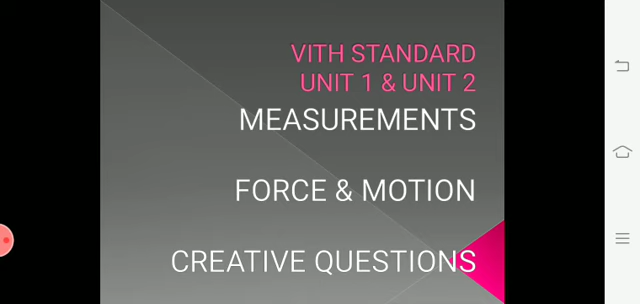 VITH STANDARD
UNIT 1 & UNIT 2
MEASUREMENTS
FORCE & MOTION
CREATIVE QUESTIONS